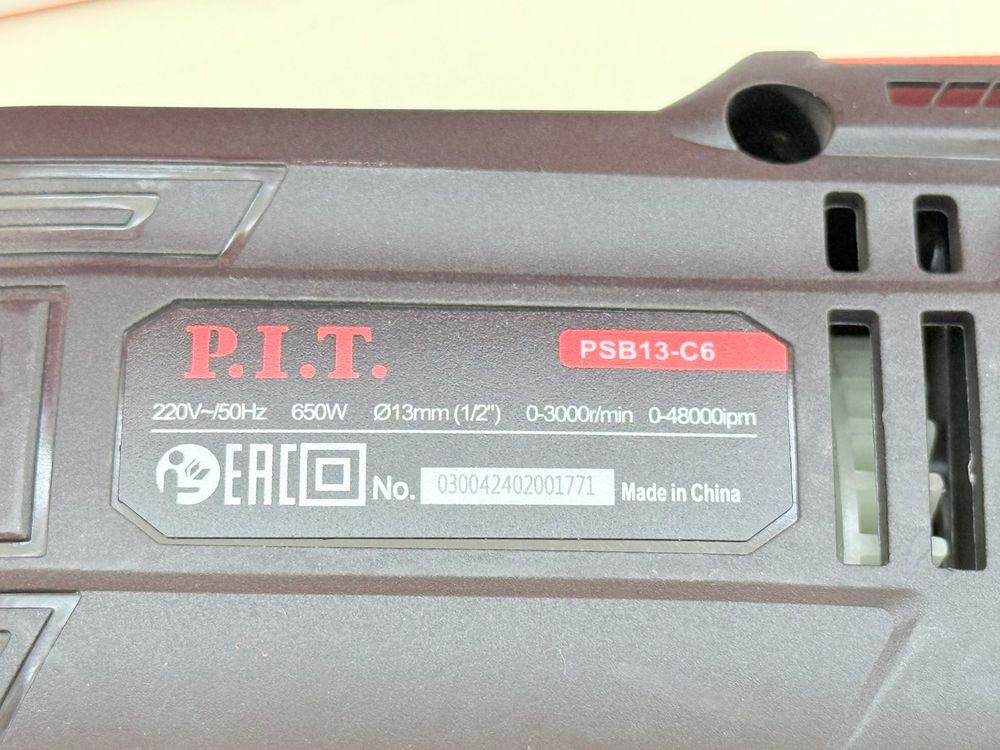 P.I.T.
PSB13-C6
220V~/50Hz 650W Ø13mm (1/2") 0-3000r/min 0-48000ipm
EAC No. 030042402001771 Made in China